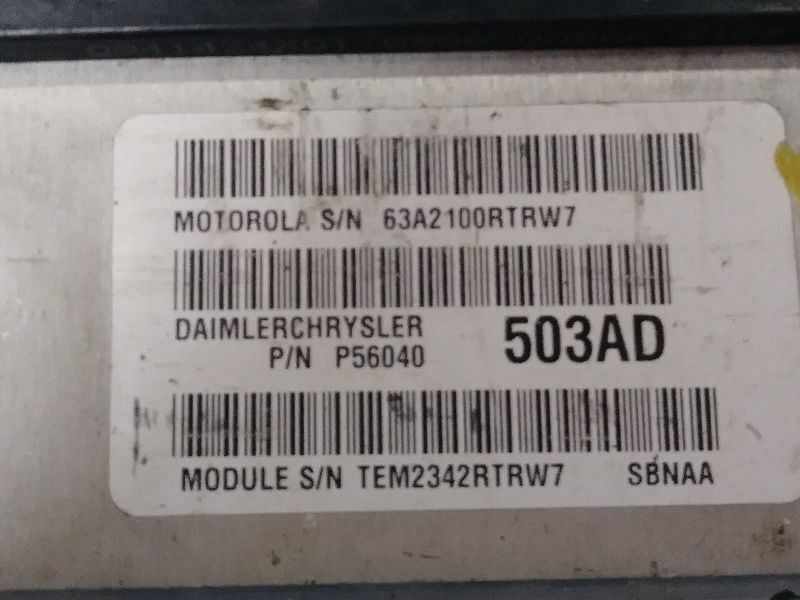 MOTOROLA S/N 63A2100RTRW7
DAIMLERCHRYSLER
P/N P56040 503AD
MODULE S/N TEM2342RTRW7 SBNAA